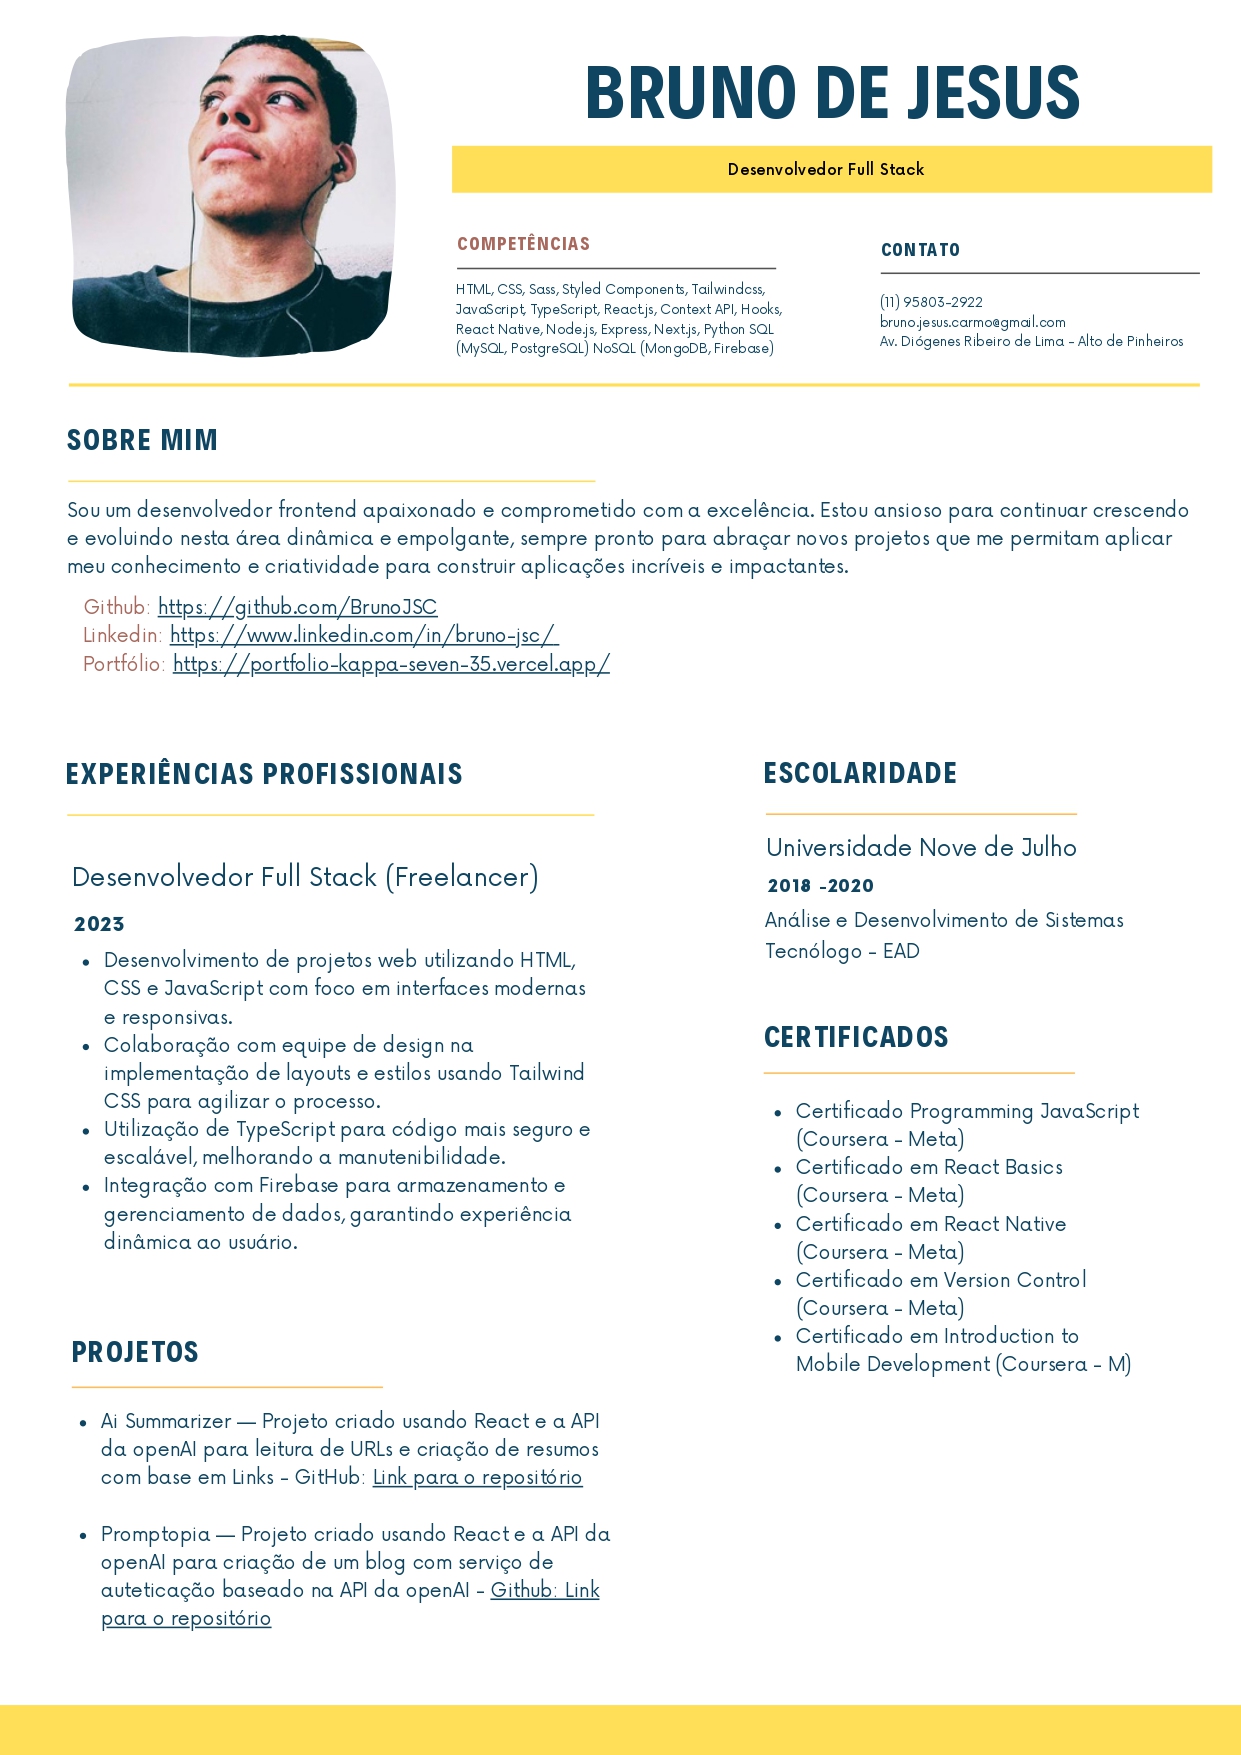 BRUNO DE JESUS
Desenvolvedor Full Stack
COMPETÊNCIAS
HTML, CSS, Sass, Styled Components, Tailwindcss,
JavaScript, TypeScript, React.js, Context API, Hooks,
React Native, Node.js, Express, Next.js, Python SQL
(MySQL, PostgreSQL) NoSQL (MongoDB, Firebase)
CONTATO
(11) 95803-2922
bruno.jesus.carmo@gmail.com
Av. Diógenes Ribeiro de Lima - Alto de Pinheiros
SOBRE MIM
Sou um desenvolvedor frontend apaixonado e comprometido com a excelência. Estou ansioso para continuar crescendo
e evoluindo nesta área dinâmica e empolgante, sempre pronto para abraçar novos projetos que me permitam aplicar
meu conhecimento e criatividade para construir aplicações incríveis e impactantes.
Github: https://github.com/BrunoJSC
Linkedin: https://www.linkedin.com/in/bruno-jsc/
Portfólio: https://portfolio-kappa-seven-35.vercel.app/
EXPERIÊNCIAS PROFISSIONAIS
Desenvolvedor Full Stack (Freelancer)
2023
• Desenvolvimento de projetos web utilizando HTML,
CSS e JavaScript com foco em interfaces modernas
e responsivas.
• Colaboração com equipe de design na
implementação de layouts e estilos usando Tailwind
CSS para agilizar o processo.
• Utilização de TypeScript para código mais seguro e
escalável, melhorando a manutenibilidade.
• Integração com Firebase para armazenamento e
gerenciamento de dados, garantindo experiência
dinâmica ao usuário.
PROJETOS
• Ai Summarizer — Projeto criado usando React e a API
da openAI para leitura de URLs e criação de resumos
com base em Links - GitHub: Link para o repositório
• Promptopia — Projeto criado usando React e a API da
openAI para criação de um blog com serviço de
auteticação baseado na API da openAI - Github: Link
para o repositório
ESCOLARIDADE
Universidade Nove de Julho
2018 -2020
Análise e Desenvolvimento de Sistemas
Tecnólogo - EAD
CERTIFICADOS
• Certificado Programming JavaScript
(Coursera - Meta)
• Certificado em React Basics
(Coursera - Meta)
• Certificado em React Native
(Coursera - Meta)
• Certificado em Version Control
(Coursera - Meta)
• Certificado em Introduction to
Mobile Development (Coursera - M)